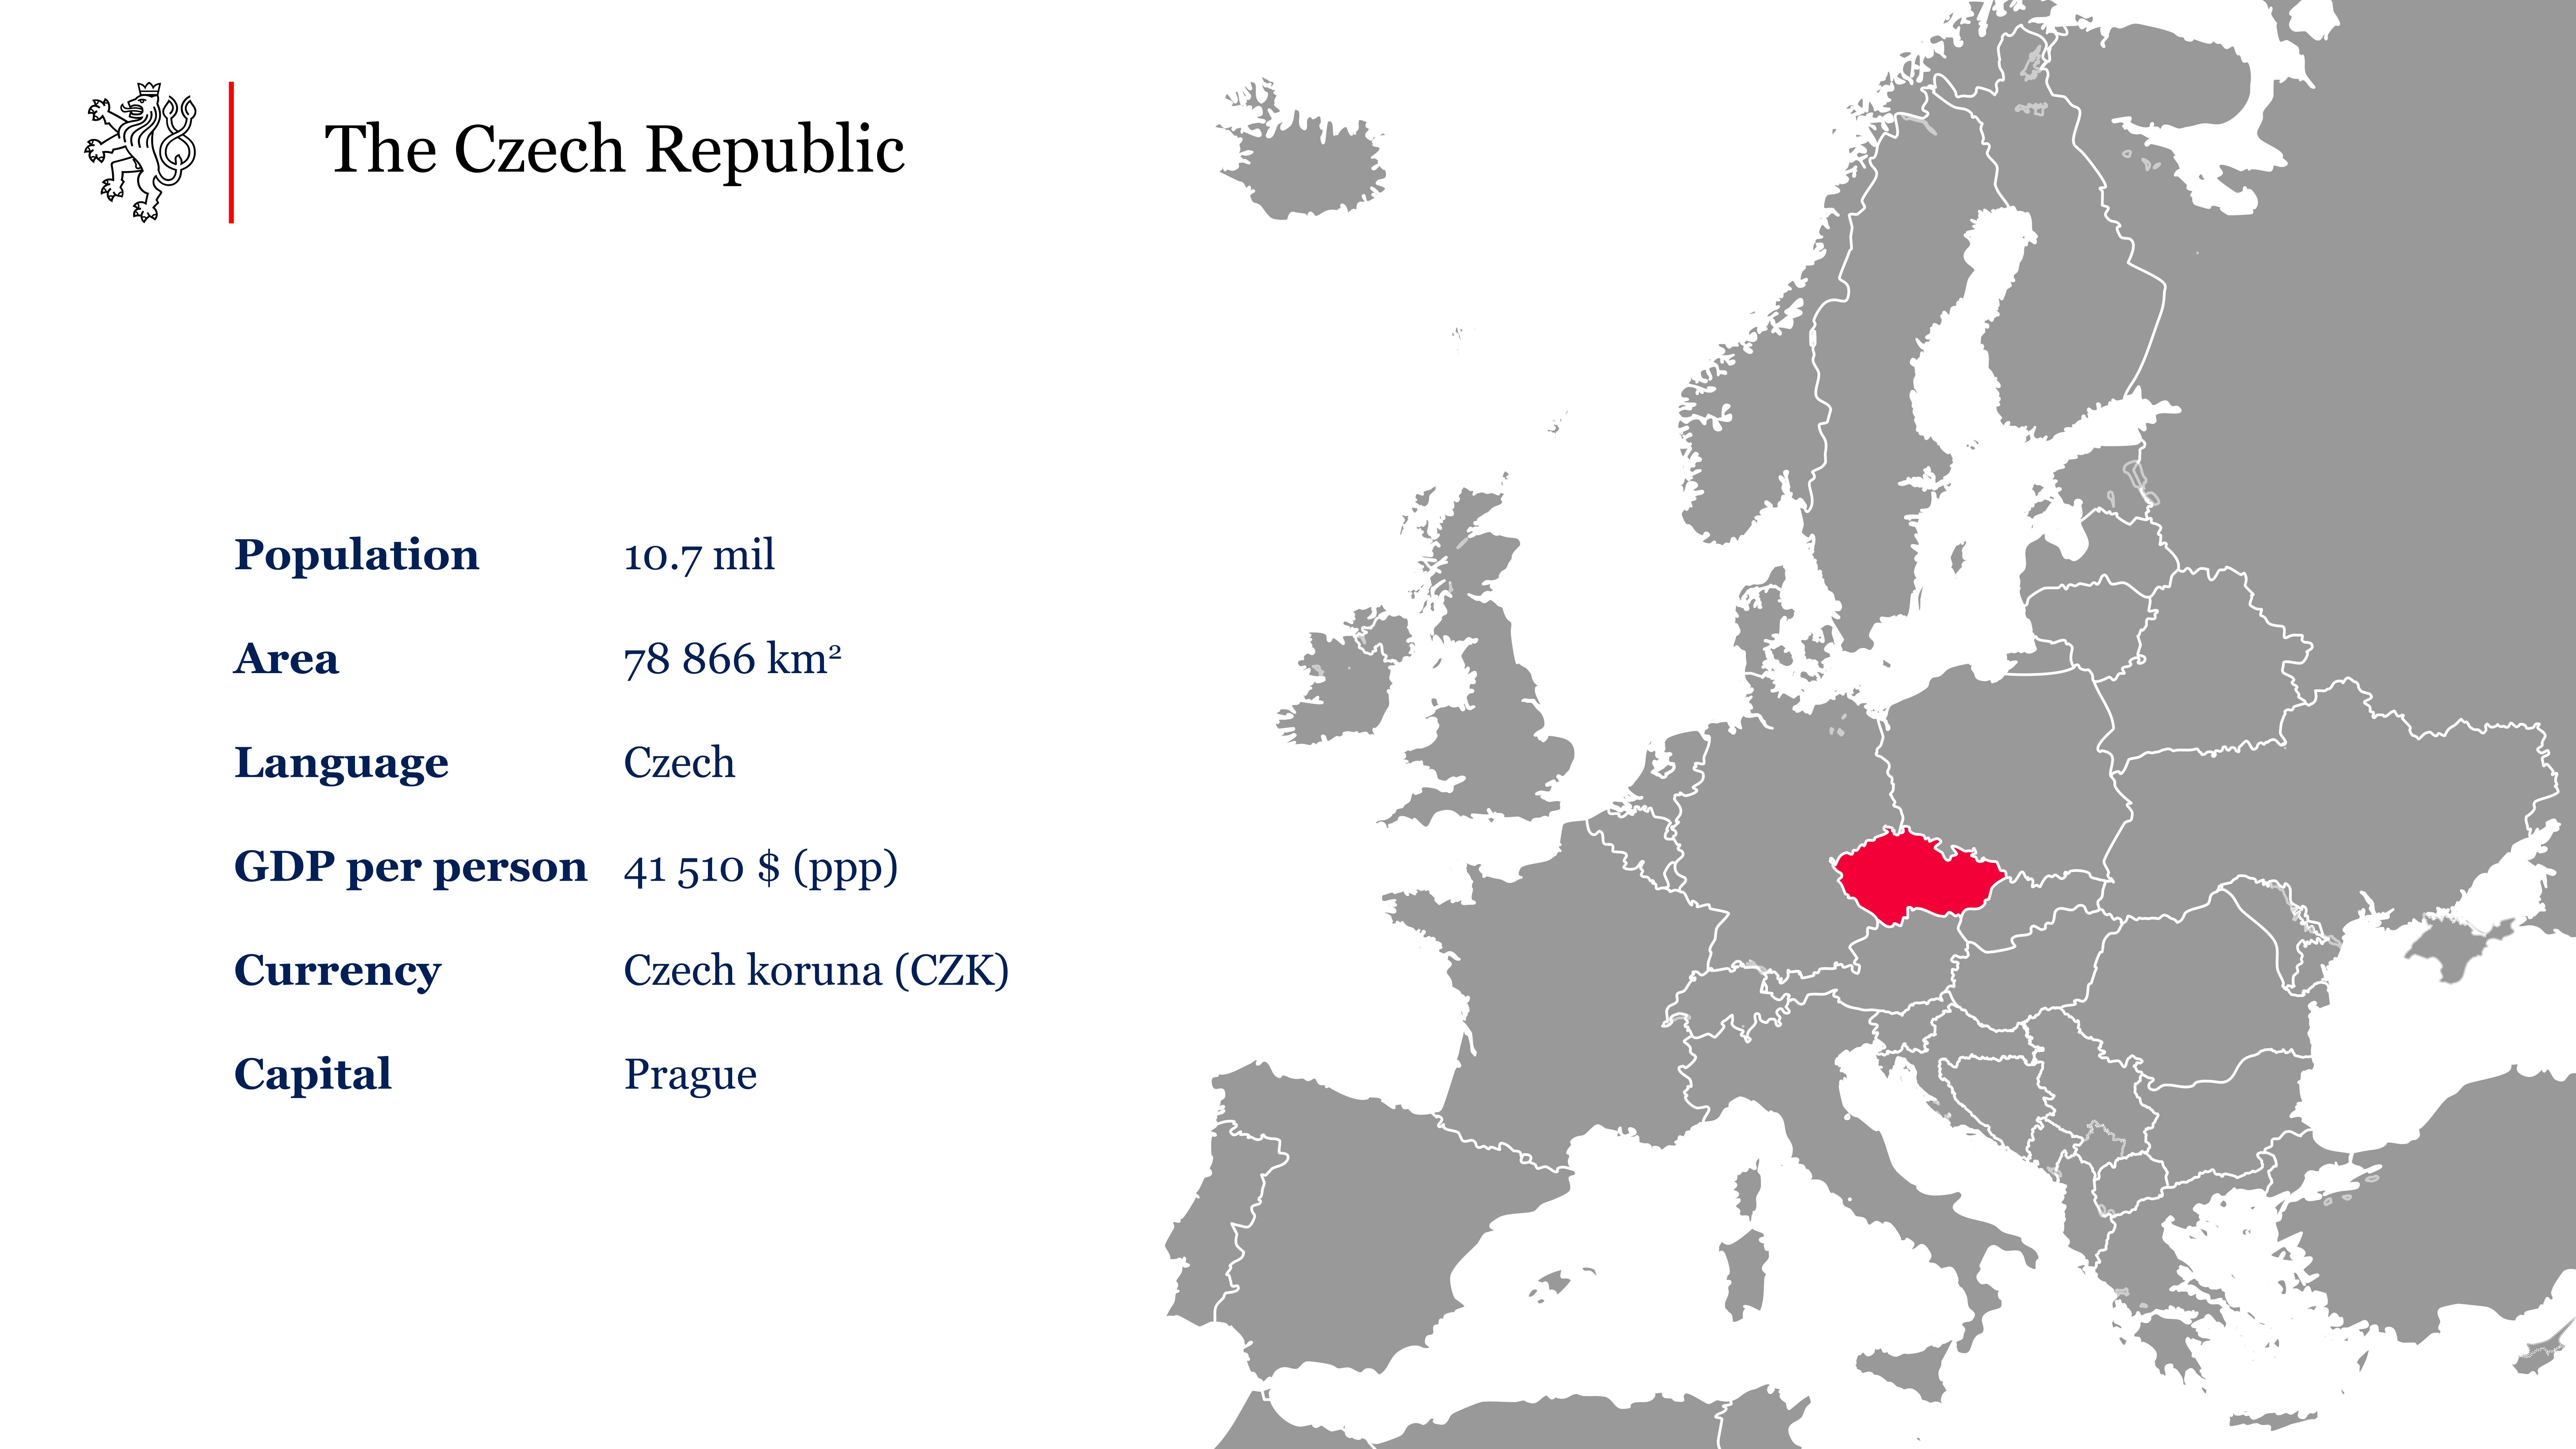 The Czech Republic
Population 10.7 mil
Area 78 866 km²
Language Czech
GDP per person 41 510 $ (ppp)
Currency Czech koruna (CZK)
Capital Prague